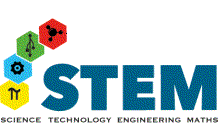 π
STEM
SCIENCE TECHNOLOGY ENGINEERING MATHS